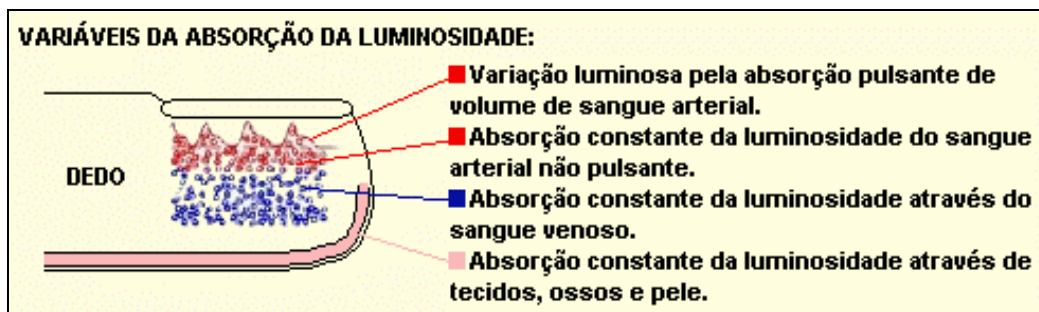 VARIÁVEIS DA ABSORÇÃO DA LUMINOSIDADE:
Variação luminosa pela absorção pulsante de
volume de sangue arterial.
Absorção constante da luminosidade do sangue
arterial não pulsante.
DEDO
Absorção constante da luminosidade através do
sangue venoso.
Absorção constante da luminosidade através de
tecidos, ossos e pele.